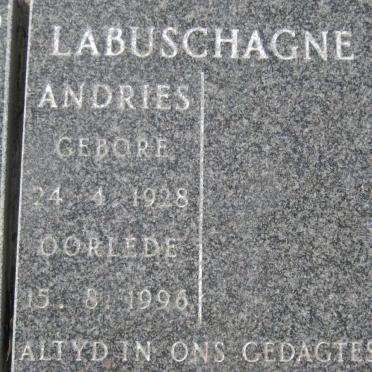 LABUSCHAGNE
ANDRIES
GEBORE
24. 4. 1928
OORLEDE
15. 8. 1996
ALTYD IN ONS GEDAGTES